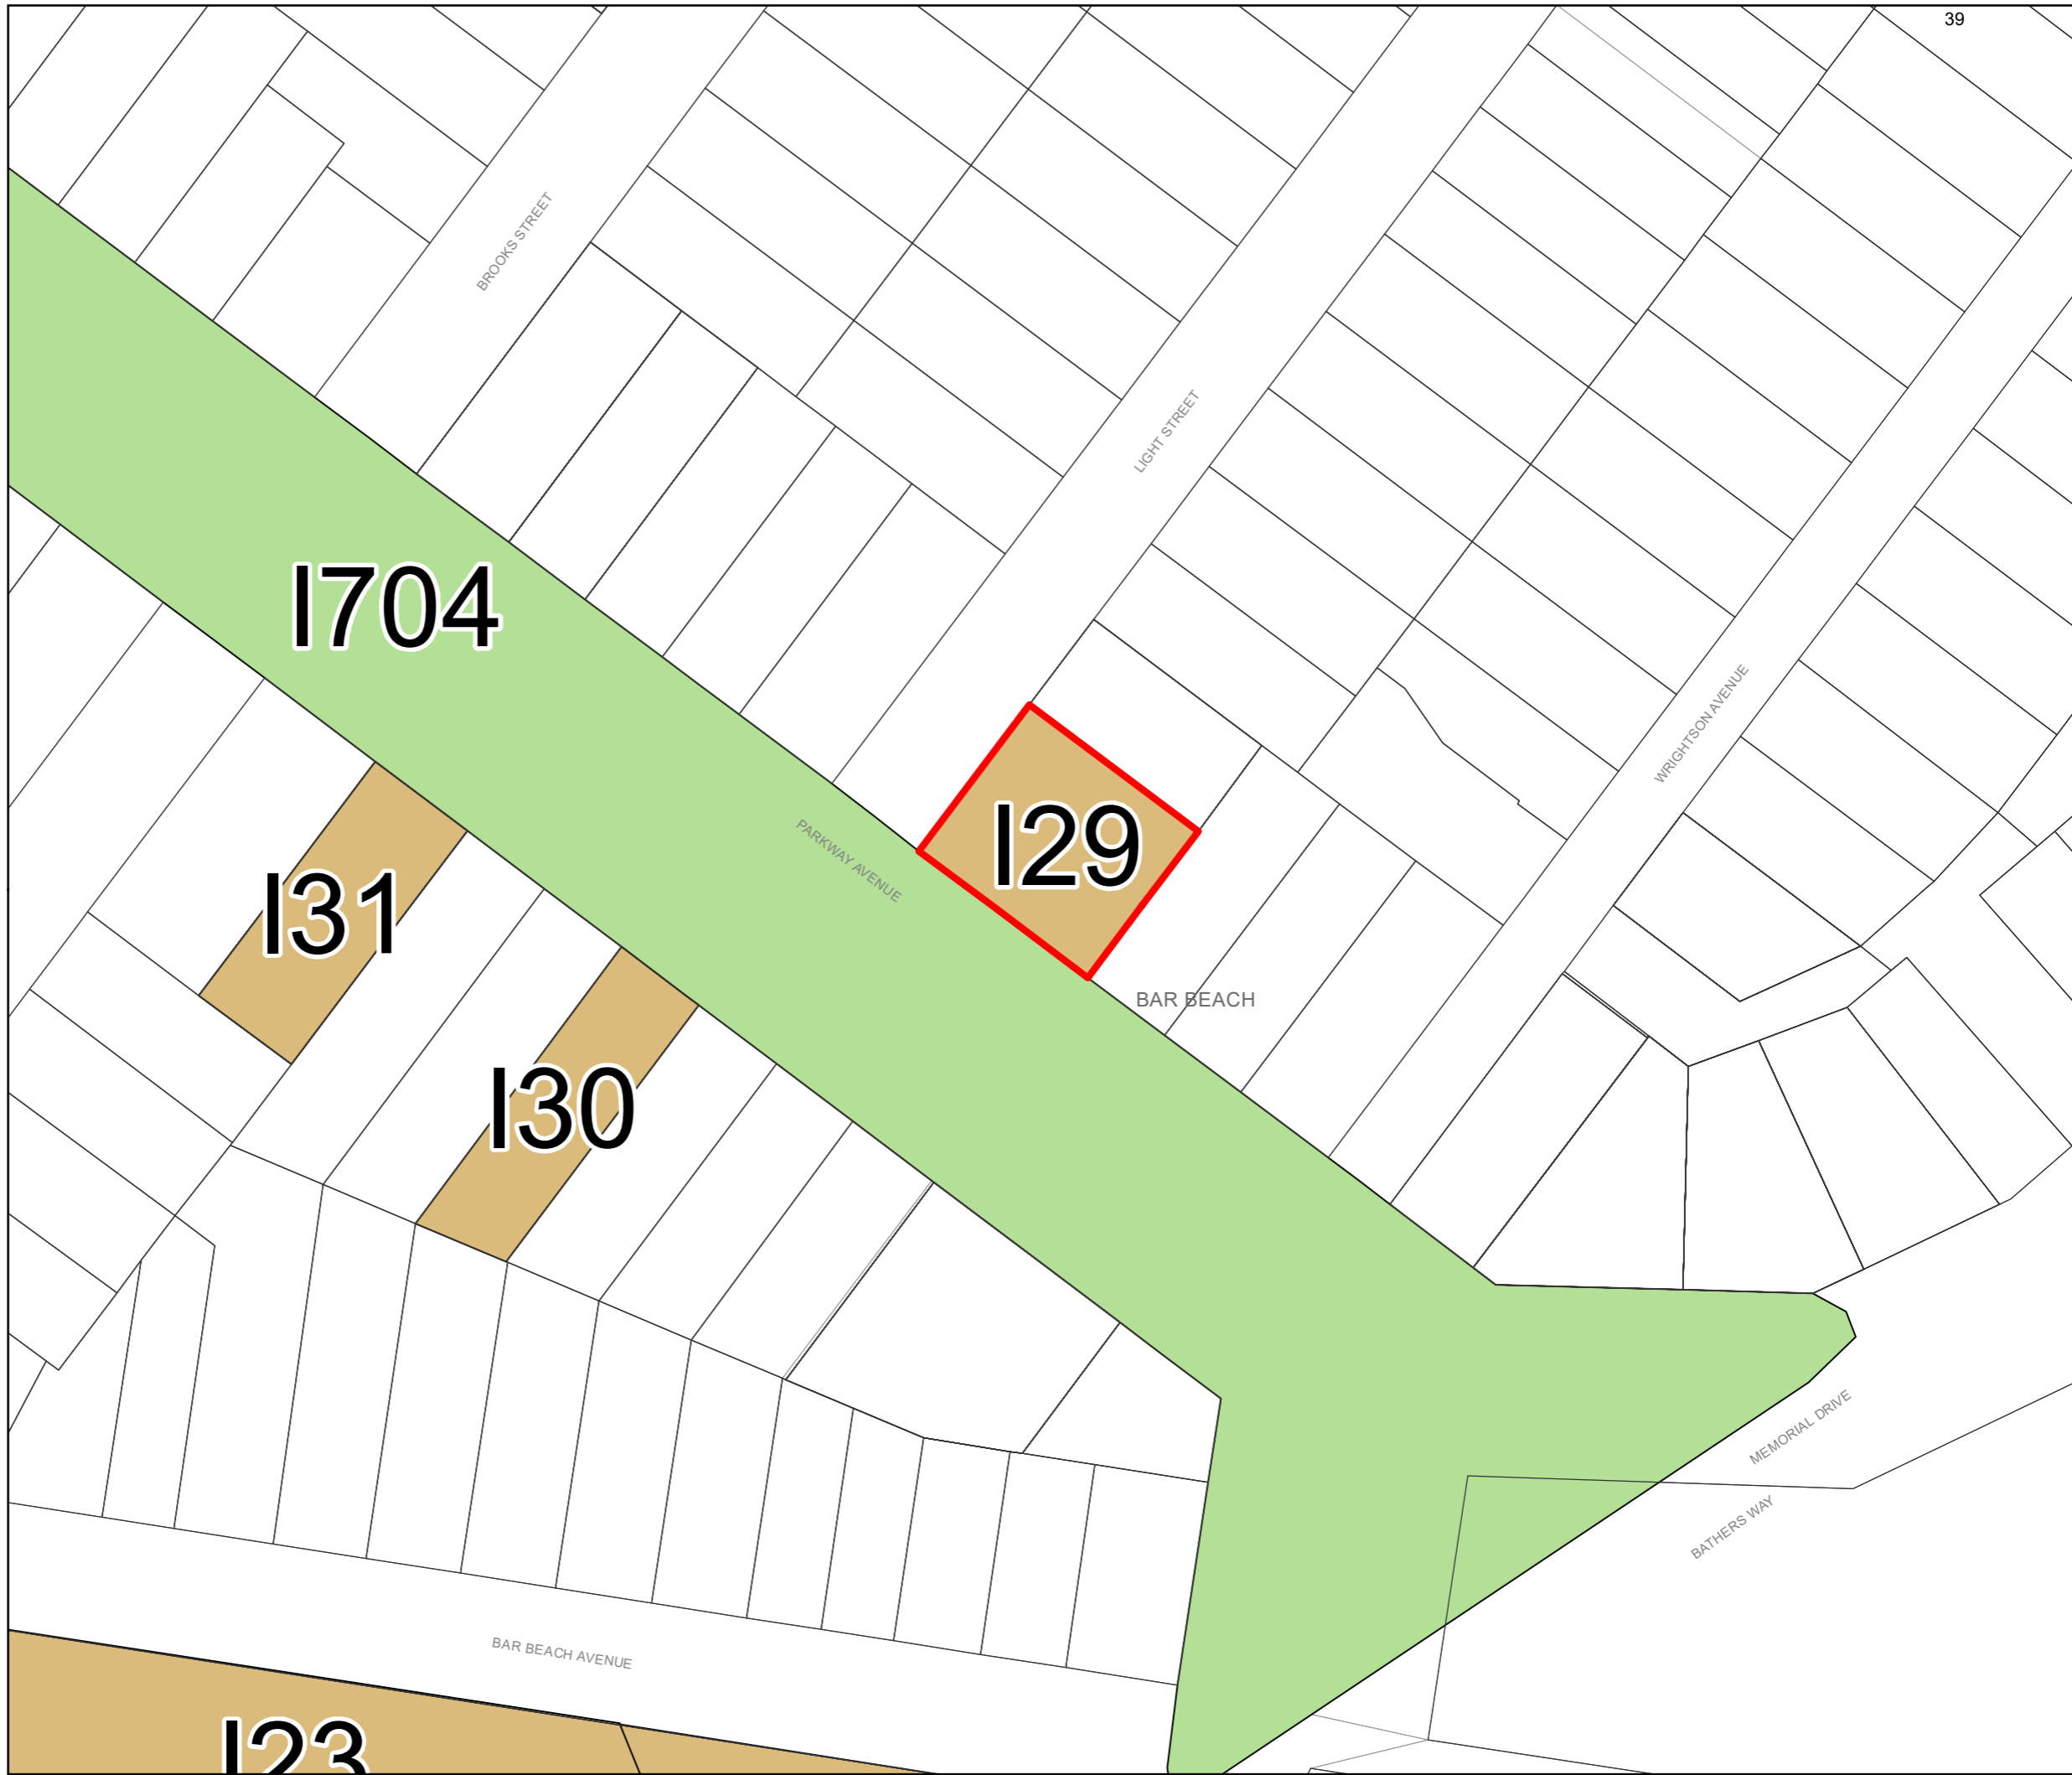 39
BROOKS STREET
LIGHT STREET
I704
WRIGHTSON AVENUE
PARKWAY AVENUE
I29
I31
BAR BEACH
I30
MEMORIAL DRIVE
BATHERS WAY
BAR BEACH AVENUE
I23